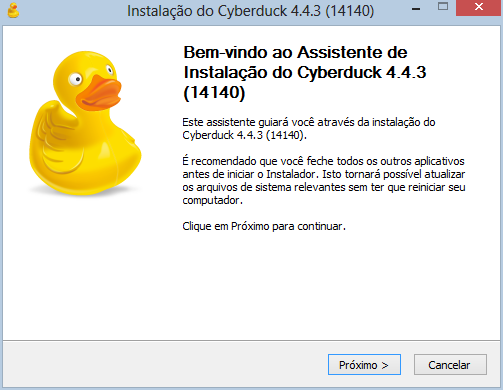 Instalação do Cyberduck 4.4.3 (14140)
Bem-vindo ao Assistente de
Instalação do Cyberduck 4.4.3
(14140)
Este assistente guiará você através da instalação do
Cyberduck 4.4.3 (14140).
É recomendado que você feche todos os outros aplicativos
antes de iniciar o Instalador. Isto tornará possível atualizar
os arquivos de sistema relevantes sem ter que reiniciar seu
computador.
Clique em Próximo para continuar.
Próximo >
Cancelar